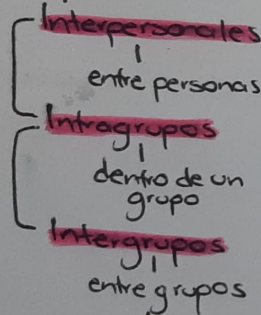 Interpersonales
entre personas
Intragrupos
dentro de un
grupo
Intergrupos
entre grupos